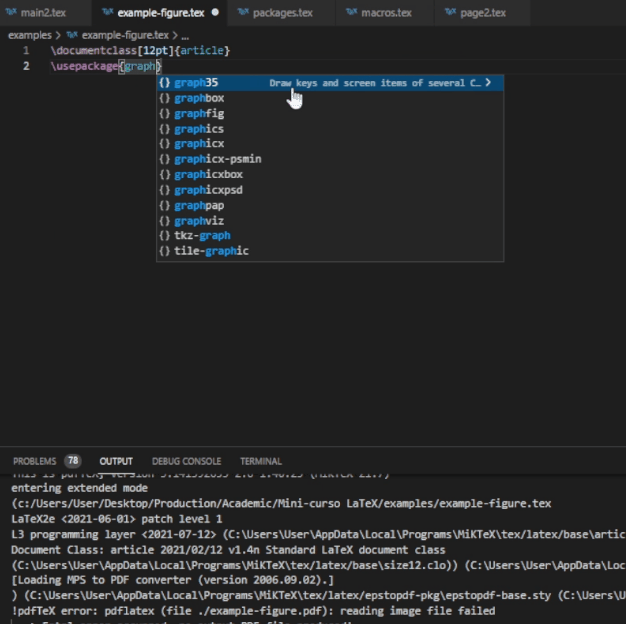 main2.tex example-figure.tex packages.tex macros.tex page2.tex
examples > example-figure.tex > ...
1 \documentclass[12pt]{article}
2 \usepackage{graph}
{} graph35 Draw keys and screen items of several C… >
{} graphbox
{} graphfig
{} graphics
{} graphicx
{} graphicx-psmin
{} graphicxbox
{} graphicxpsd
{} graphpap
{} graphviz
{} tkz-graph
{} tile-graphic
PROBLEMS 78 OUTPUT DEBUG CONSOLE TERMINAL
entering extended mode
(c:/Users/User/Desktop/Production/Academic/Mini-curso LaTeX/examples/example-figure.tex
LaTeX2e <2021-06-01> patch level 1
L3 programming layer <2021-07-12> (C:\Users\User\AppData\Local\Programs\MiKTeX\tex/latex/base\artic
Document Class: article 2021/02/12 v1.4n Standard LaTeX document class
(C:\Users\User\AppData\Local\Programs\MiKTeX\tex/latex/base\size12.clo)) (C:\Users\User\AppData\Loc
[Loading MPS to PDF converter (version 2006.09.02).]
) (C:\Users\User\AppData\Local\Programs\MiKTeX\tex/latex/epstopdf-pkg\epstopdf-base.sty (C:\Users\U
!pdfTeX error: pdflatex (file ./example-figure.pdf): reading image file failed